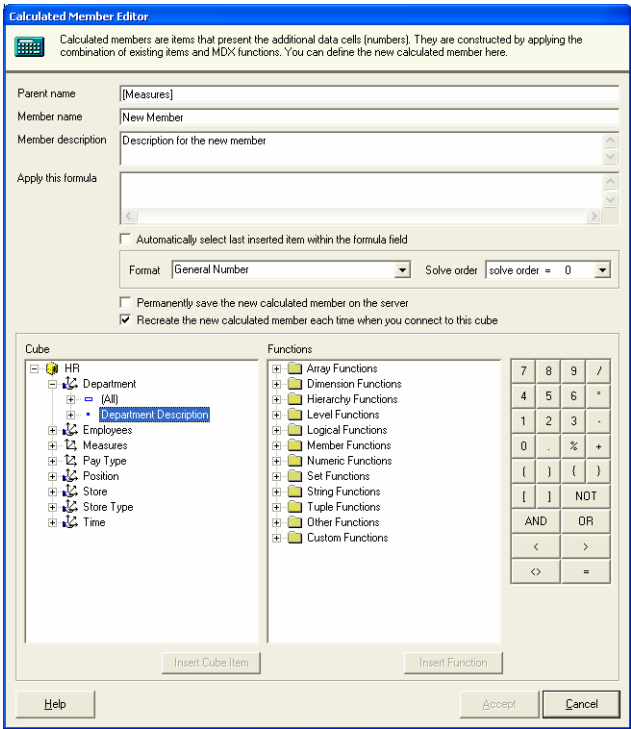 Calculated Member Editor
Calculated members are items that present the additional data cells (numbers). They are constructed by applying the
combination of existing items and MDX functions. You can define the new calculated member here.
Parent name [Measures]
Member name New Member
Member description Description for the new member
Apply this formula
Automatically select last inserted item within the formula field
Format General Number Solve order solve order = 0
Permanently save the new calculated member on the server
Recreate the new calculated member each time when you connect to this cube
Cube
HR
Department
(All)
Department Description
Employees
Measures
Pay Type
Position
Store
Store Type
Time
Insert Cube Item
Functions
Array Functions
Dimension Functions
Hierarchy Functions
Level Functions
Logical Functions
Member Functions
Numeric Functions
Set Functions
String Functions
Tuple Functions
Other Functions
Custom Functions
Insert Function
7 8 9 /
4 5 6 *
1 2 3 -
0 . % +
( ) { }
[ ] NOT
AND OR
< >
<> =
Help Accept Cancel